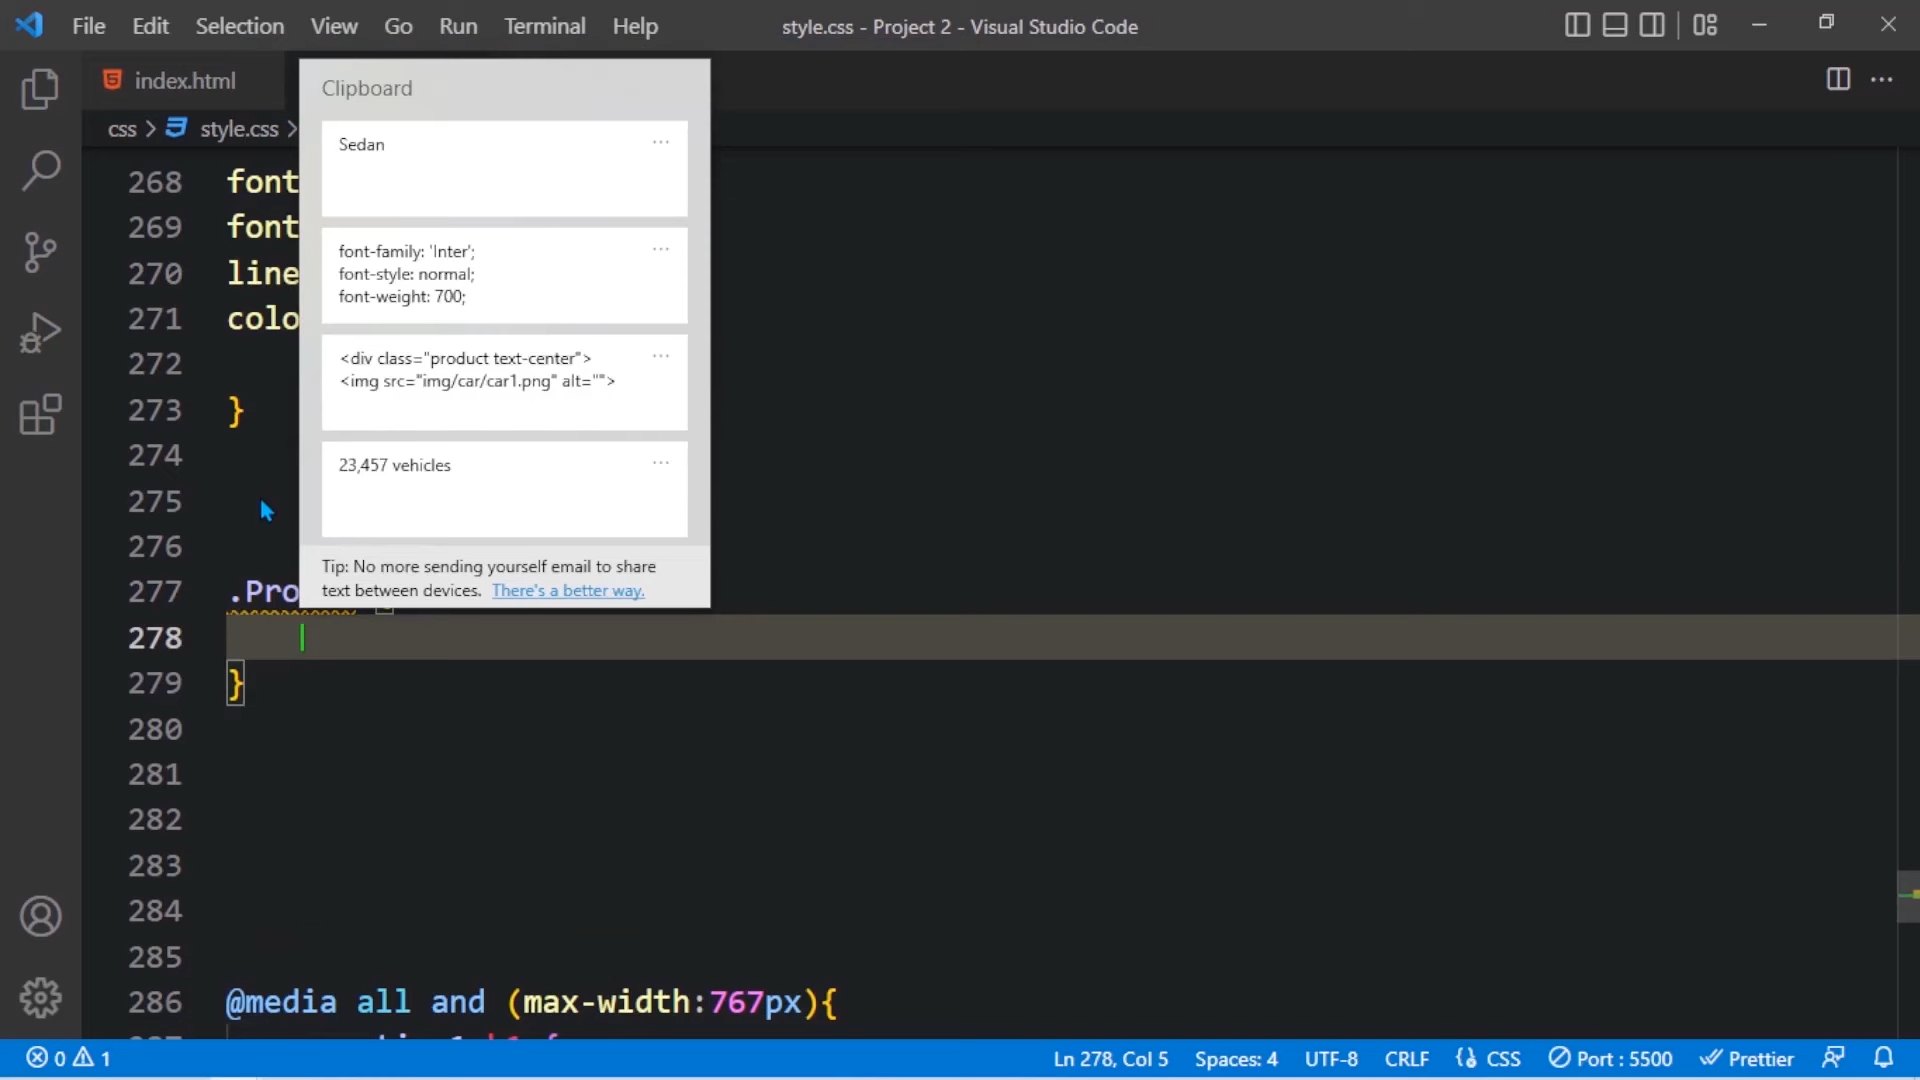 File Edit Selection View Go Run Terminal Help
style.css - Project 2 - Visual Studio Code
index.html
css > style.css >
Clipboard
Sedan
font-family: 'Inter';
font-style: normal;
font-weight: 700;
<div class="product text-center">
<img src="img/car/car1.png" alt="">
23,457 vehicles
Tip: No more sending yourself email to share
text between devices. There's a better way.
268 font
269 font
270 line
271 colo
272
273 }
274
275
276
277 .Pro
278
279 }
280
281
282
283
284
285
286 @media all and (max-width:767px){
0 1
Ln 278, Col 5 Spaces: 4 UTF-8 CRLF CSS Port : 5500 Prettier